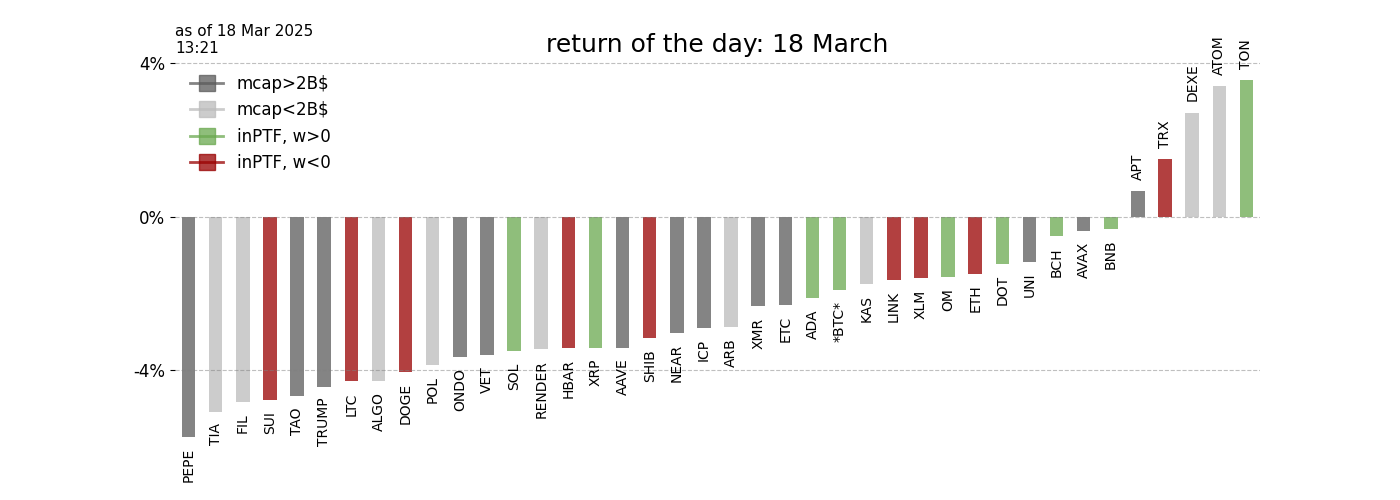 as of 18 Mar 2025
13:21
return of the day: 18 March
4%
0%
-4%
mcap>2B$
mcap<2B$
inPTF, w>0
inPTF, w<0
PEPE
TIA
FIL
SUI
TAO
TRUMP
LTC
ALGO
DOGE
POL
ONDO
VET
SOL
RENDER
HBAR
XRP
AAVE
SHIB
NEAR
ICP
ARB
XMR
ETC
ADA
*BTC*
KAS
LINK
XLM
OM
ETH
DOT
UNI
BCH
AVAX
BNB
APT
TRX
DEXE
ATOM
TON